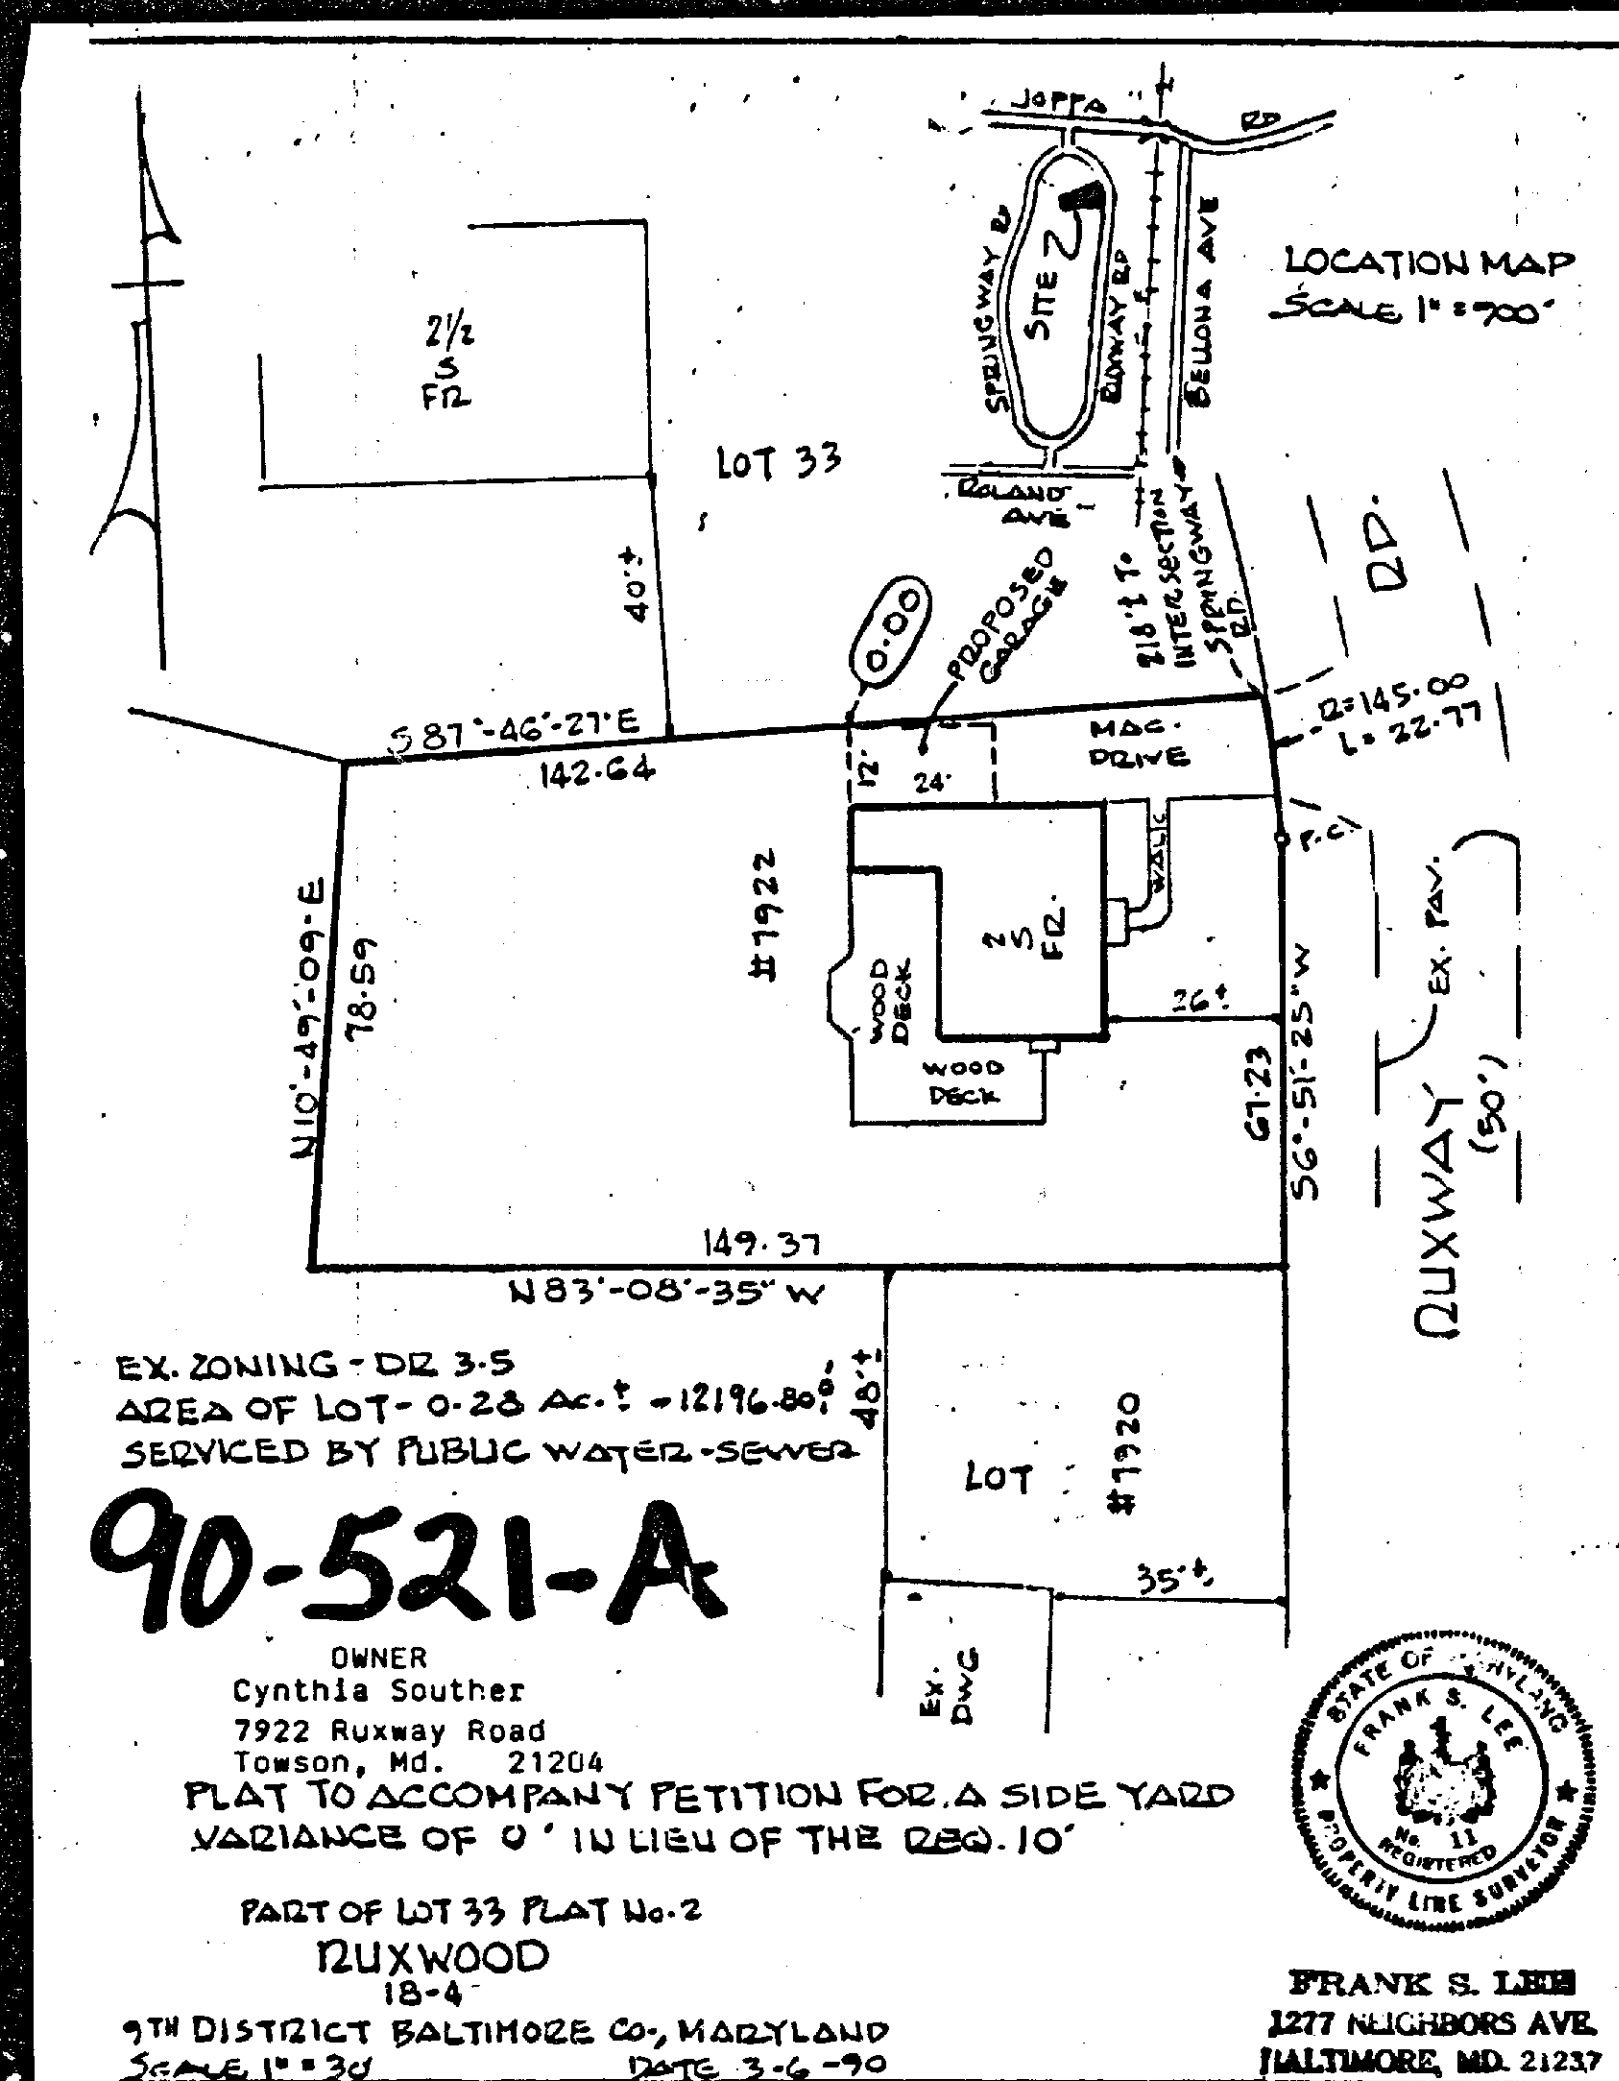 JOPPA RD
SPRINGWAY RD
SITE
RUXWAY RD
BELLONA AVE
LOCATION MAP
SCALE 1" = 700'
ROLAND
AVE
2 1/2
S
FR
LOT 33
40'±
0.00
PROPOSED
GARAGE
218'± TO
INTERSECTION
SPRINGWAY
RD.
RD.
R=145.00
L=22.77
S87°-46'-27"E
142.64
MAC.
DRIVE
12'
24'
WALK
P.C.
#7922
2
S
FR.
EX. PAV.
N10°-49'-09"E
78.59
WOOD
DECK
WOOD
DECK
26'±
67.23
S6°-51'-25"W
RUXWAY
(50')
149.37
N83°-08'-35"W
EX. ZONING - DR 3.5
AREA OF LOT - 0.28 AC.± - 12196.80
SERVICED BY PUBLIC WATER-SEWER
48'±
LOT
#7920
90-521-A
35'±
EX.
DWG
OWNER
Cynthia Souther
7922 Ruxway Road
Towson, Md. 21204
PLAT TO ACCOMPANY PETITION FOR A SIDE YARD
VARIANCE OF 0' IN LIEU OF THE REQ. 10'
STATE OF MARYLAND
FRANK S. LEE
No. 11
REGISTERED
PROPERTY LINE SURVEYOR
PART OF LOT 33 PLAT No. 2
RUXWOOD
18-4
9TH DISTRICT BALTIMORE CO., MARYLAND
SCALE 1" = 30'
DATE 3-6-90
FRANK S. LEE
1277 NEIGHBORS AVE.
BALTIMORE, MD. 21237